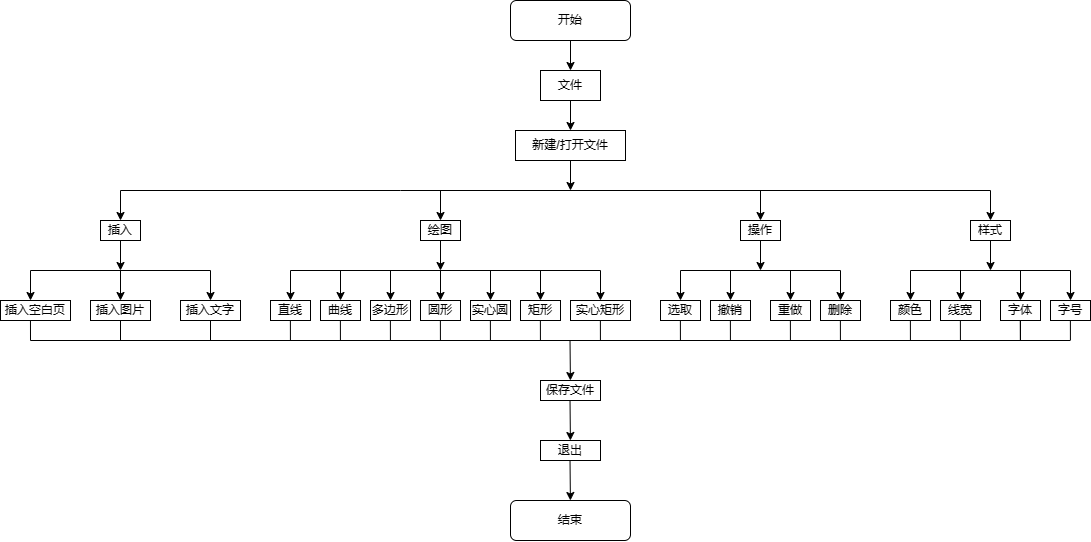 开始
文件
新建/打开文件
插入
绘图
操作
样式
插入空白页
插入图片
插入文字
直线
曲线
多边形
圆形
实心圆
矩形
实心矩形
选取
撤销
重做
删除
颜色
线宽
字体
字号
保存文件
退出
结束